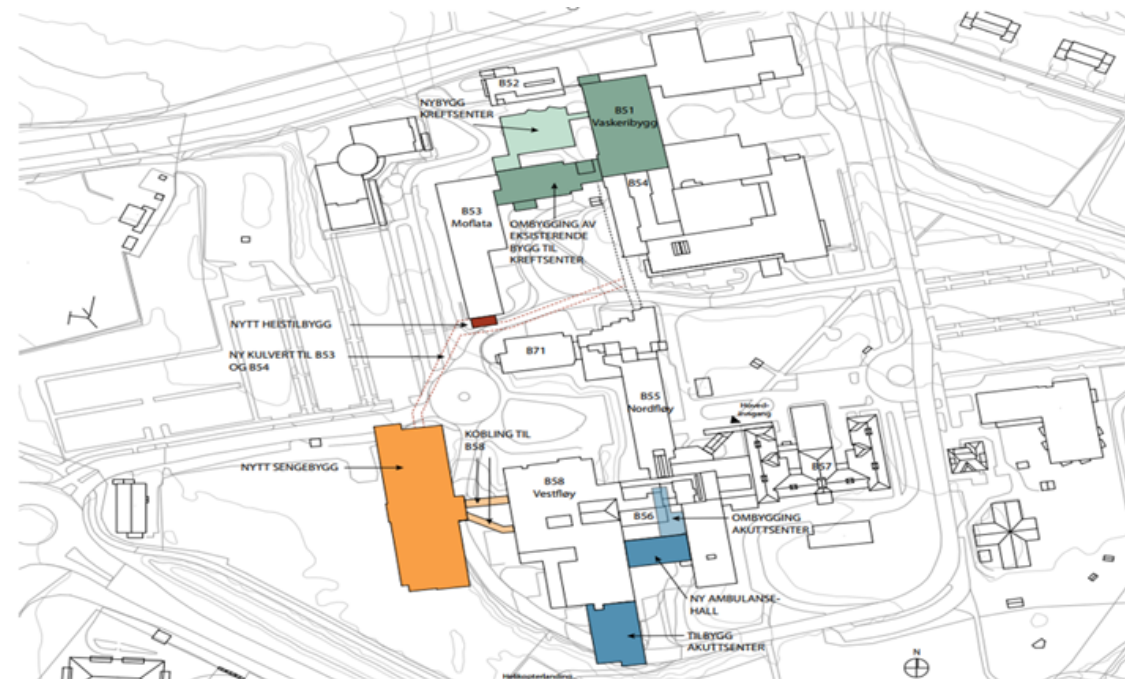 B52
NYBYGG
KREFTSENTER
B51
Vaskeribygg
B54
B53
Moflata
OMBYGGING AV
EKSISTERENDE
BYGG TIL
KREFTSENTER
NYTT HEISTILBYGG
B71
NY KULVERT TIL B53
OG B54
B55
Nordfløy
Hoved-
inngang
KOBLING TIL
B58
NYTT SENGEBYGG
B58
Vestfløy
B57
B56
OMBYGGING
AKUTTSENTER
NY AMBULANSE-
HALL
TILBYGG
AKUTTSENTER
N
Helikopterlanding